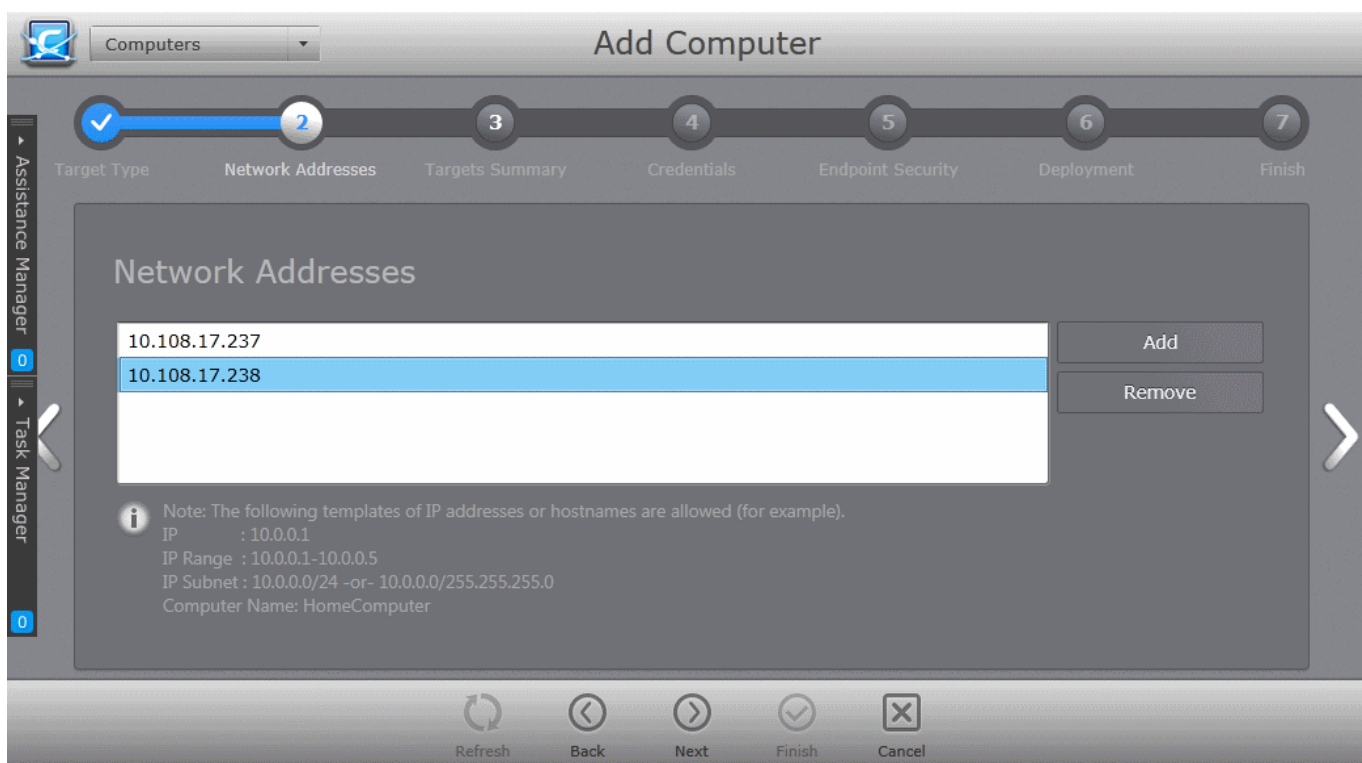 Computers
Add Computer
2
3
4
5
6
7
Target Type
Network Addresses
Targets Summary
Credentials
Endpoint Security
Deployment
Finish
Assistance Manager
0
Task Manager
0
Network Addresses
10.108.17.237
10.108.17.238
Add
Remove
i
Note: The following templates of IP addresses or hostnames are allowed (for example).
IP : 10.0.0.1
IP Range : 10.0.0.1-10.0.0.5
IP Subnet : 10.0.0.0/24 -or- 10.0.0.0/255.255.255.0
Computer Name: HomeComputer
Refresh
Back
Next
Finish
Cancel